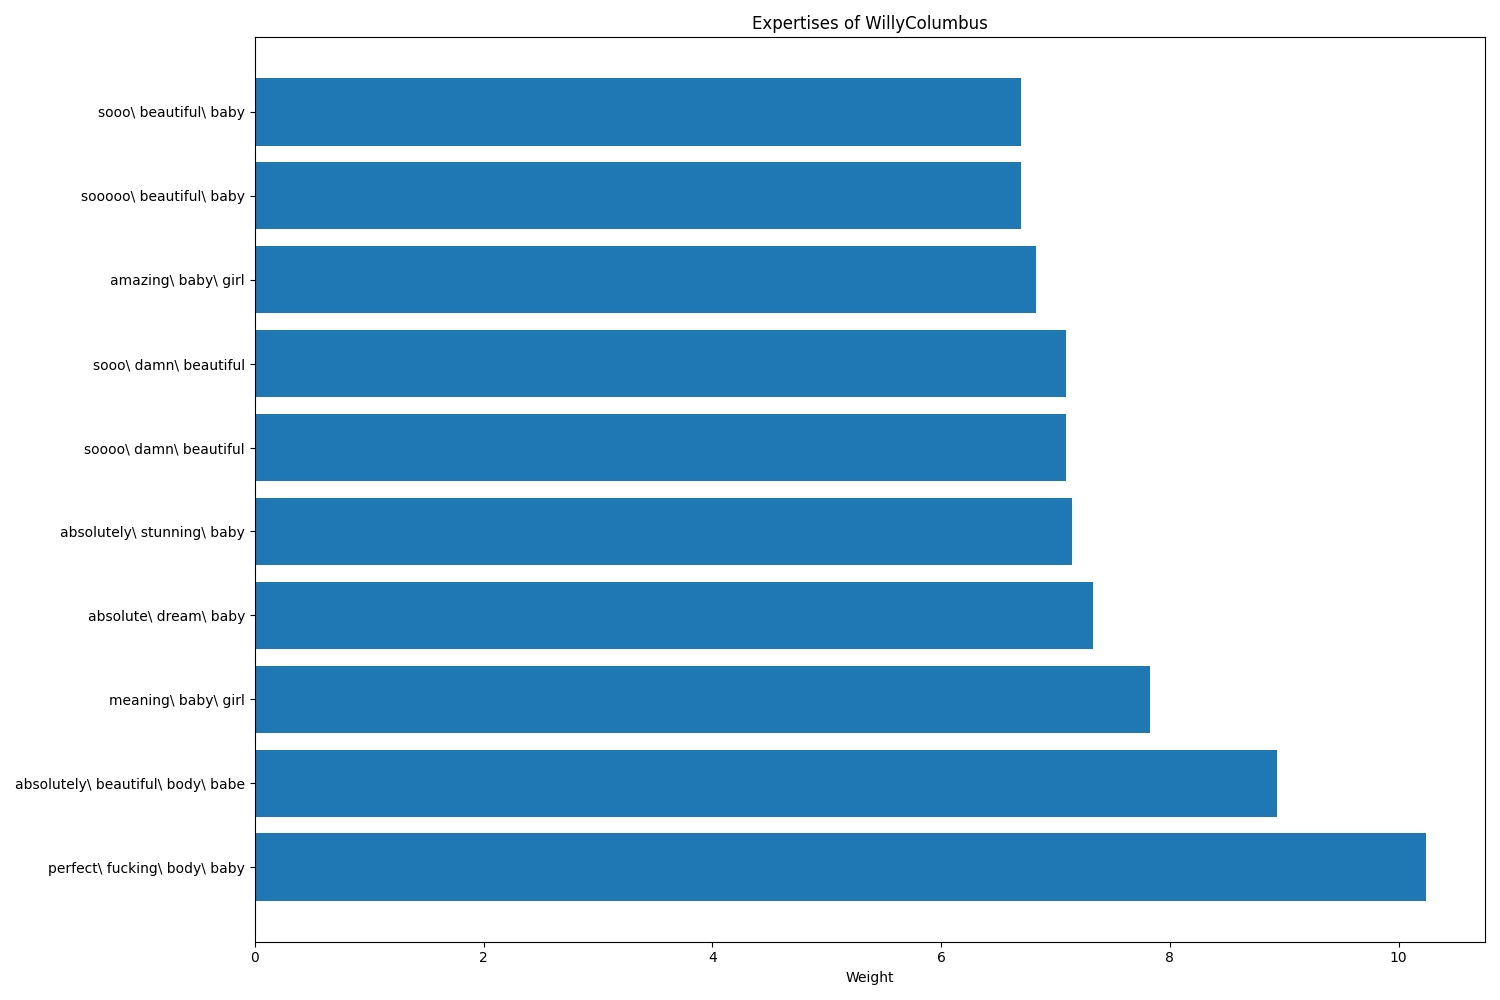 Expertises of WillyColumbus
sooo\ beautiful\ baby
sooooo\ beautiful\ baby
amazing\ baby\ girl
sooo\ damn\ beautiful
soooo\ damn\ beautiful
absolutely\ stunning\ baby
absolute\ dream\ baby
meaning\ baby\ girl
absolutely\ beautiful\ body\ babe
perfect\ fucking\ body\ baby
0 2 4 6 8 10
Weight